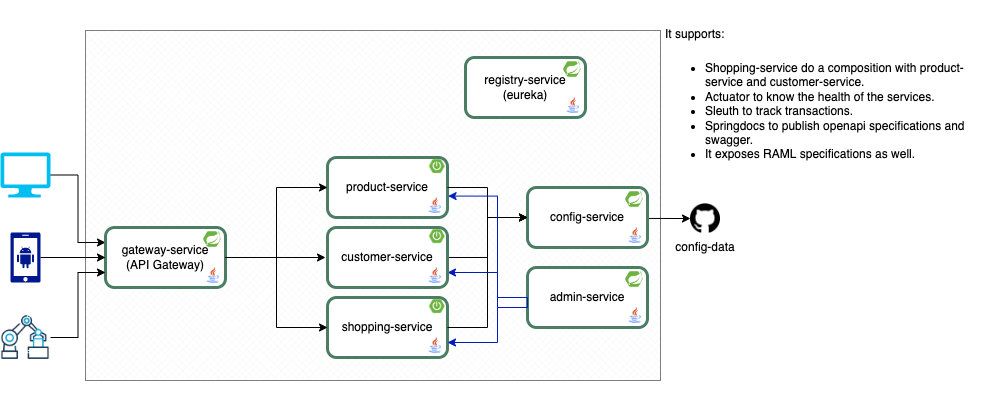 It supports:
• Shopping-service do a composition with product-
service and customer-service.
• Actuator to know the health of the services.
• Sleuth to track transactions.
• Springdocs to publish openapi specifications and
swagger.
• It exposes RAML specifications as well.
registry-service
(eureka)
product-service
gateway-service
(API Gateway)
customer-service
shopping-service
config-service
admin-service
config-data